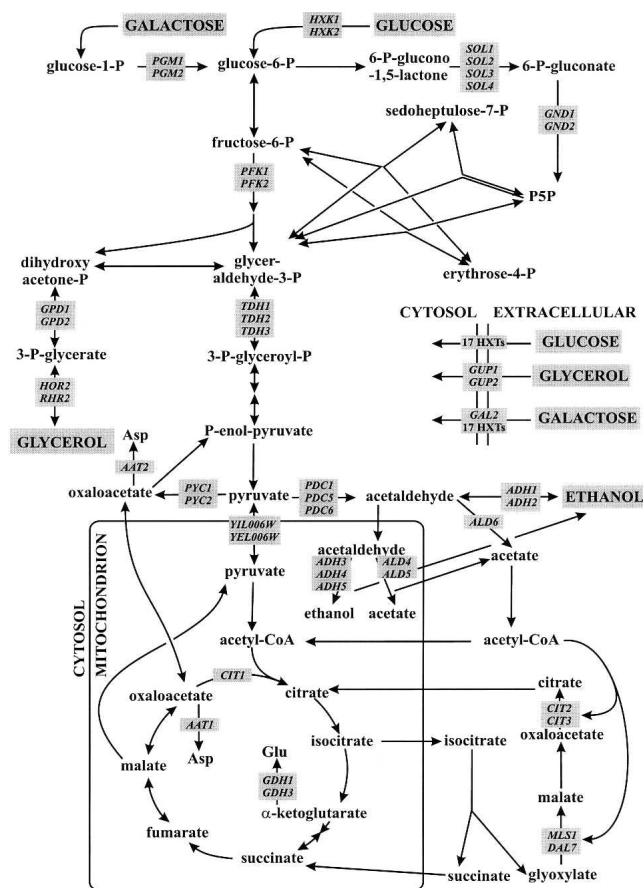 GALACTOSE
HXK1
HXK2
GLUCOSE
glucose-1-P
PGM1
PGM2
glucose-6-P
6-P-glucono
-1,5-lactone
SOL1
SOL2
SOL3
SOL4
6-P-gluconate
sedoheptulose-7-P
GND1
GND2
fructose-6-P
PFK1
PFK2
P5P
dihydroxy
acetone-P
glycer-
aldehyde-3-P
erythrose-4-P
GPD1
GPD2
TDH1
TDH2
TDH3
CYTOSOL
EXTRACELLULAR
17 HXTs
GLUCOSE
3-P-glycerate
3-P-glyceroyl-P
GUP1
GUP2
GLYCEROL
HOR2
RHR2
GAL2
17 HXTs
GALACTOSE
GLYCEROL
Asp
P-enol-pyruvate
AAT2
oxaloacetate
PYC1
PYC2
pyruvate
PDC1
PDC5
PDC6
acetaldehyde
ADH1
ADH2
ETHANOL
YIL006W
YEL006W
ALD6
CYTOSOL
MITOCHONDRION
acetaldehyde
acetate
pyruvate
ADH3
ADH4
ADH5
ALD4
ALD5
ethanol
acetate
acetyl-CoA
acetyl-CoA
CIT1
oxaloacetate
citrate
citrate
CIT2
CIT3
oxaloacetate
AAT1
Asp
Glu
isocitrate
isocitrate
malate
GDH1
GDH3
malate
α-ketoglutarate
fumarate
MLS1
DAL7
succinate
succinate
glyoxylate